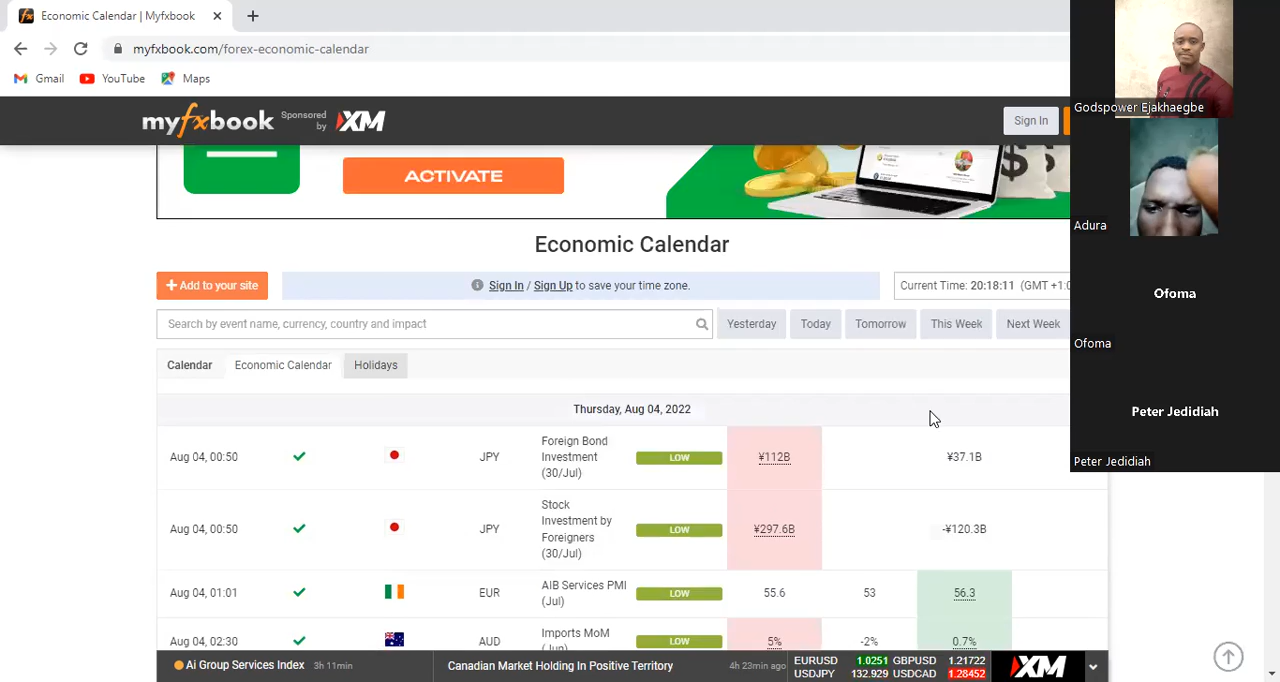 Economic Calendar | Myfxbook
myfxbook.com/forex-economic-calendar
Gmail YouTube Maps
myfxbook Sponsored by XM Sign In
ACTIVATE
Economic Calendar
+ Add to your site Sign In / Sign Up to save your time zone. Current Time: 20:18:11 (GMT +1:0
Search by event name, currency, country and impact Yesterday Today Tomorrow This Week Next Week
Calendar Economic Calendar Holidays
Thursday, Aug 04, 2022
Aug 04, 00:50 JPY Foreign Bond Investment (30/Jul) LOW ¥112B ¥37.1B
Aug 04, 00:50 JPY Stock Investment by Foreigners (30/Jul) LOW ¥297.6B -¥120.3B
Aug 04, 01:01 EUR AIB Services PMI (Jul) LOW 55.6 53 56.3
Aug 04, 02:30 AUD Imports MoM (Jun) LOW 5% -2% 0.7%
Ai Group Services Index 3h 11min Canadian Market Holding In Positive Territory 4h 23min ago
EURUSD 1.0251 GBPUSD 1.21722
USDJPY 132.929 USDCAD 1.28452
XM
Godspower Ejakhaegbe
Adura
Ofoma
Ofoma
Peter Jedidiah
Peter Jedidiah